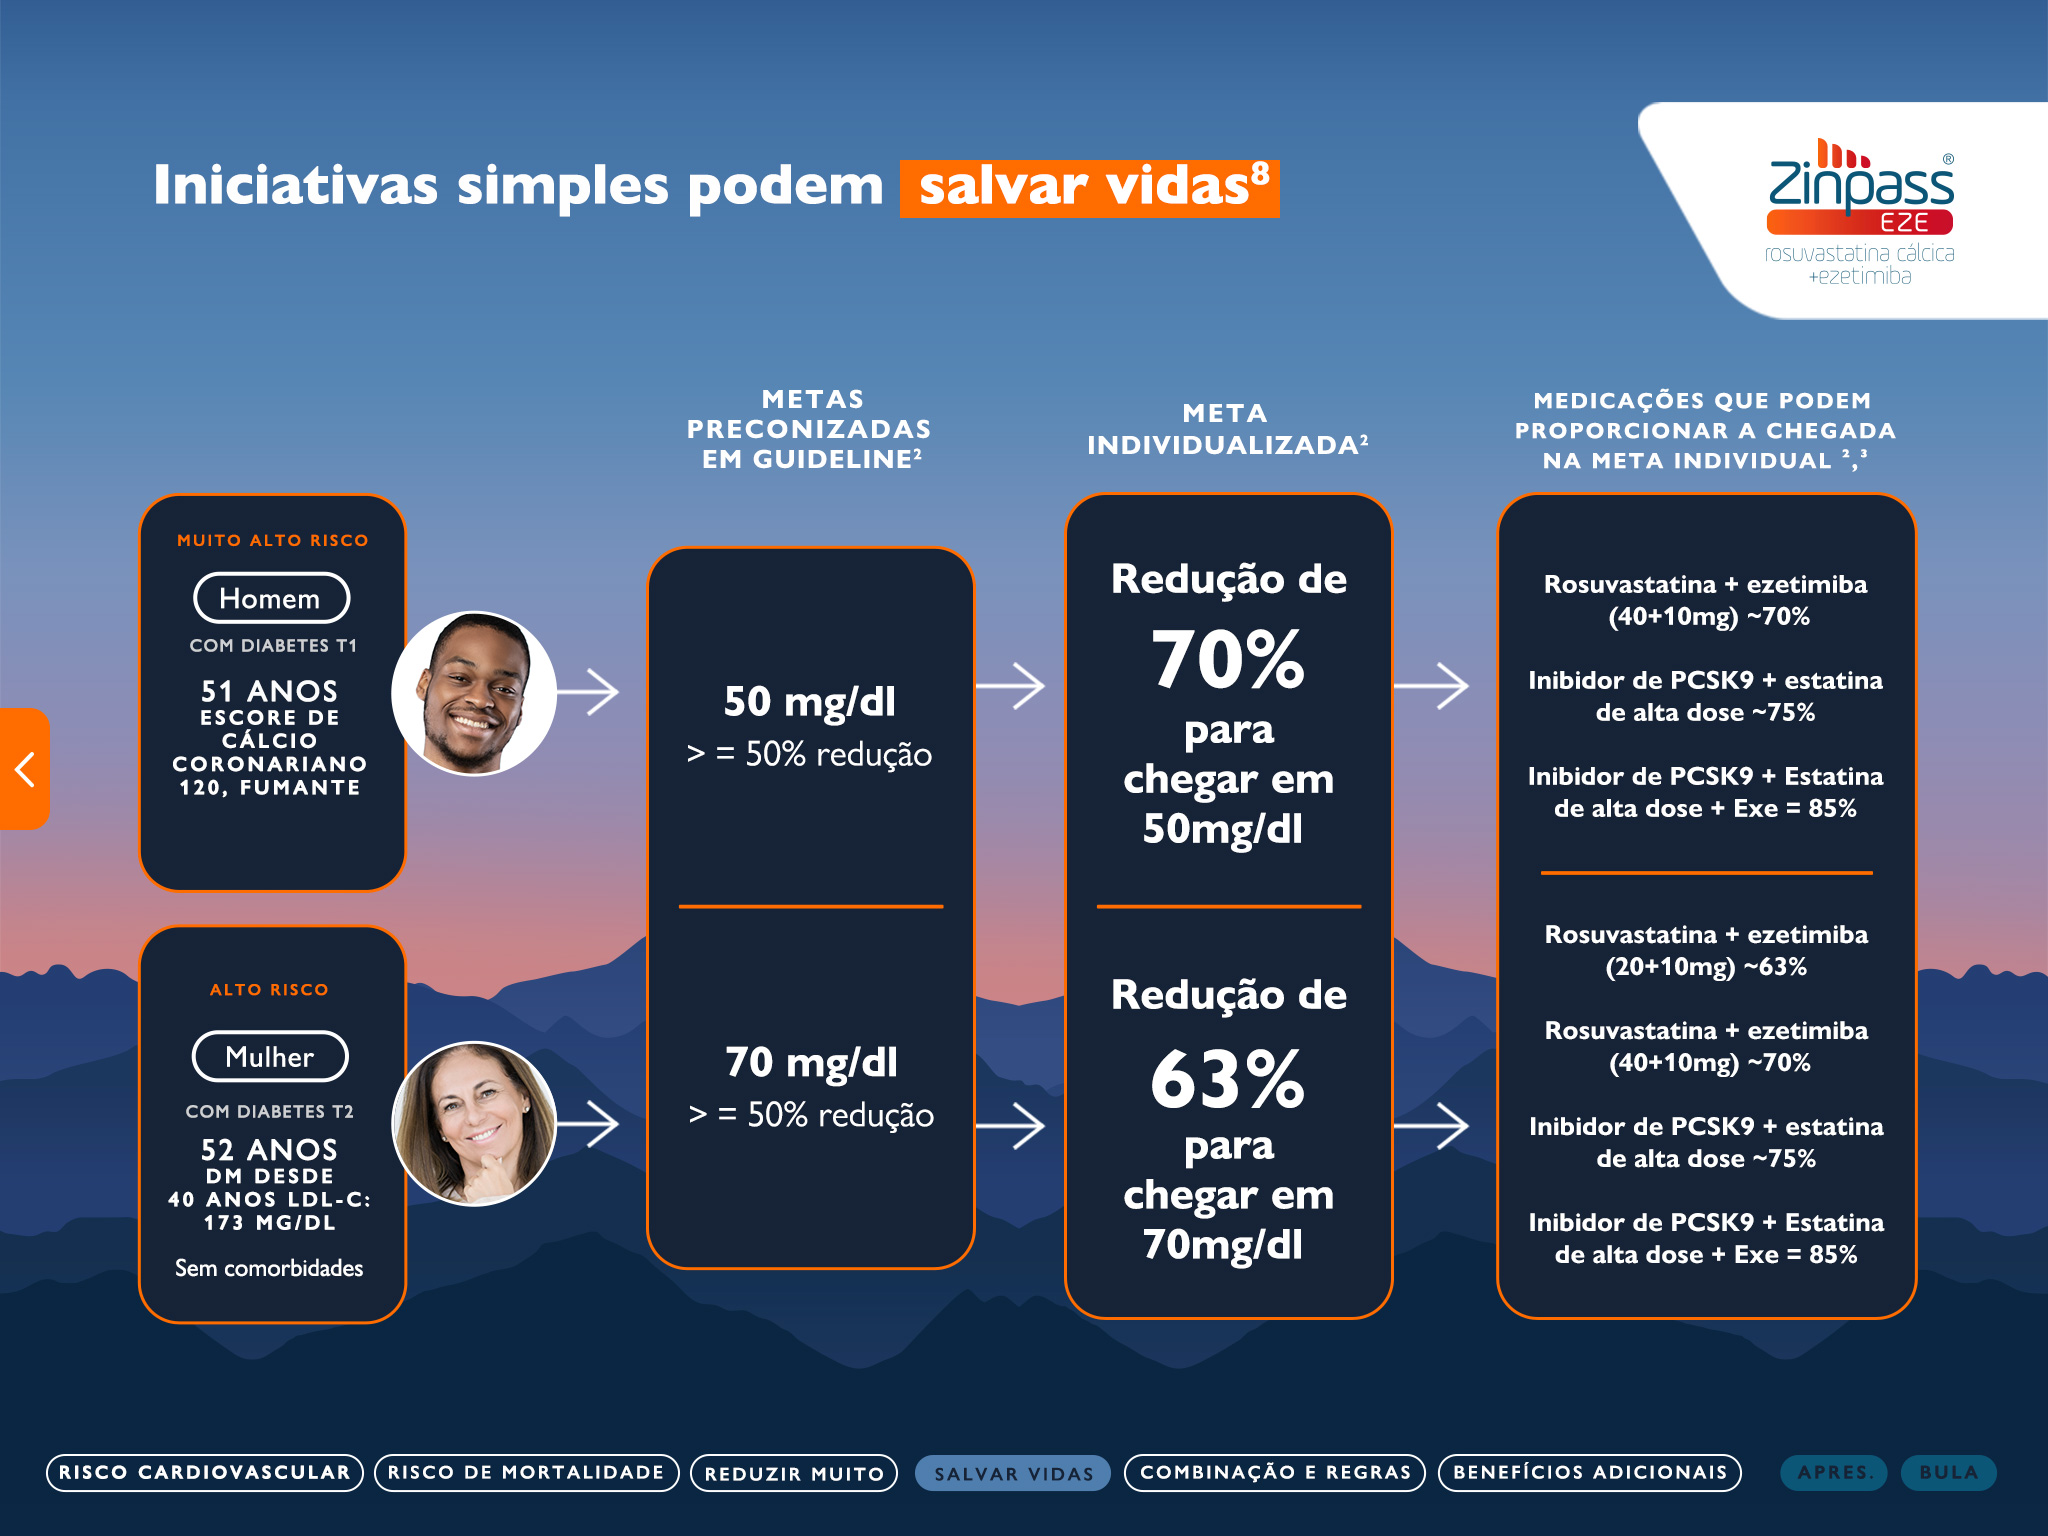 Iniciativas simples podem salvar vidas⁸
Zinpass®
EZE
rosuvastatina cálcica
+ezetimiba
METAS
PRECONIZADAS
EM GUIDELINE²
META
INDIVIDUALIZADA²
MEDICAÇÕES QUE PODEM
PROPORCIONAR A CHEGADA
NA META INDIVIDUAL ²,³
MUITO ALTO RISCO
Homem
COM DIABETES T1
51 ANOS
ESCORE DE
CÁLCIO
CORONARIANO
120, FUMANTE
50 mg/dl
> = 50% redução
Redução de
70%
para
chegar em
50mg/dl
Rosuvastatina + ezetimiba
(40+10mg) ~70%
Inibidor de PCSK9 + estatina
de alta dose ~75%
Inibidor de PCSK9 + Estatina
de alta dose + Exe = 85%
ALTO RISCO
Mulher
COM DIABETES T2
52 ANOS
DM DESDE
40 ANOS LDL-C:
173 MG/DL
Sem comorbidades
70 mg/dl
> = 50% redução
Redução de
63%
para
chegar em
70mg/dl
Rosuvastatina + ezetimiba
(20+10mg) ~63%
Rosuvastatina + ezetimiba
(40+10mg) ~70%
Inibidor de PCSK9 + estatina
de alta dose ~75%
Inibidor de PCSK9 + Estatina
de alta dose + Exe = 85%
RISCO CARDIOVASCULAR
RISCO DE MORTALIDADE
REDUZIR MUITO
SALVAR VIDAS
COMBINAÇÃO E REGRAS
BENEFÍCIOS ADICIONAIS
APRES.
BULA